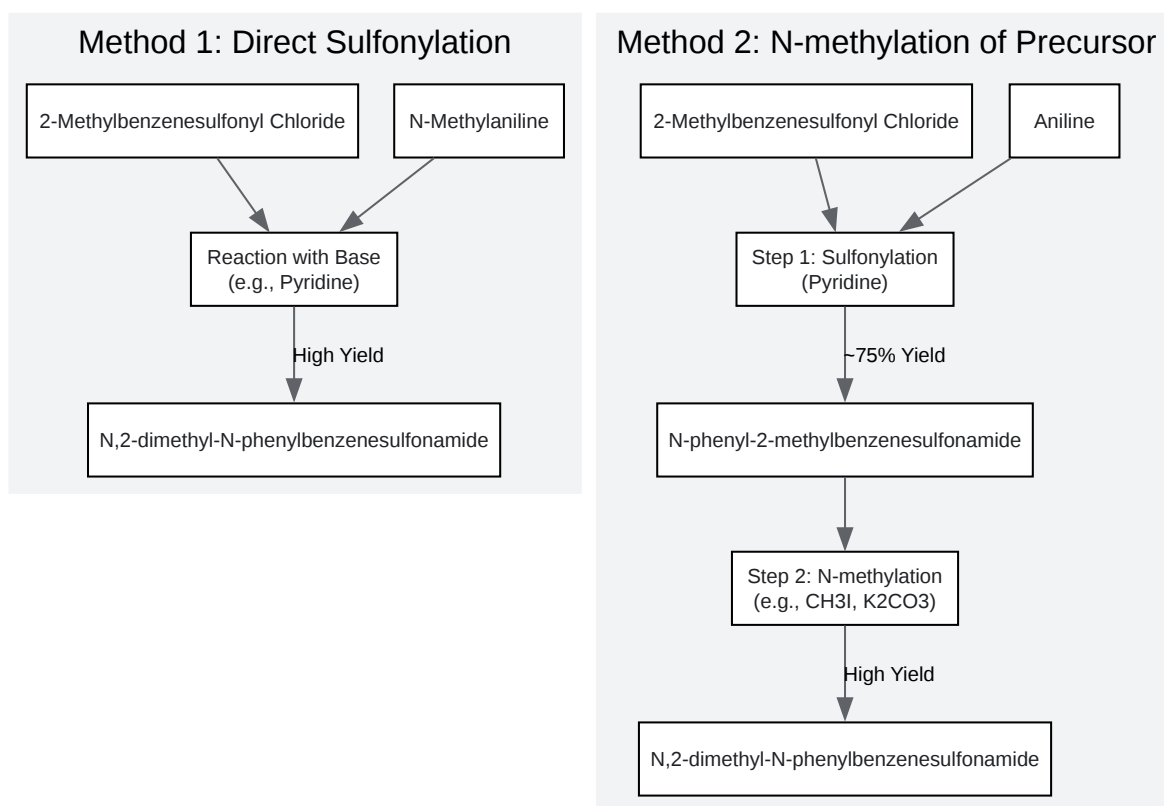 Method 1: Direct Sulfonylation
2-Methylbenzenesulfonyl Chloride
N-Methylaniline
Reaction with Base
(e.g., Pyridine)
High Yield
N,2-dimethyl-N-phenylbenzenesulfonamide
Method 2: N-methylation of Precursor
2-Methylbenzenesulfonyl Chloride
Aniline
Step 1: Sulfonylation
(Pyridine)
~75% Yield
N-phenyl-2-methylbenzenesulfonamide
Step 2: N-methylation
(e.g., CH3I, K2CO3)
High Yield
N,2-dimethyl-N-phenylbenzenesulfonamide